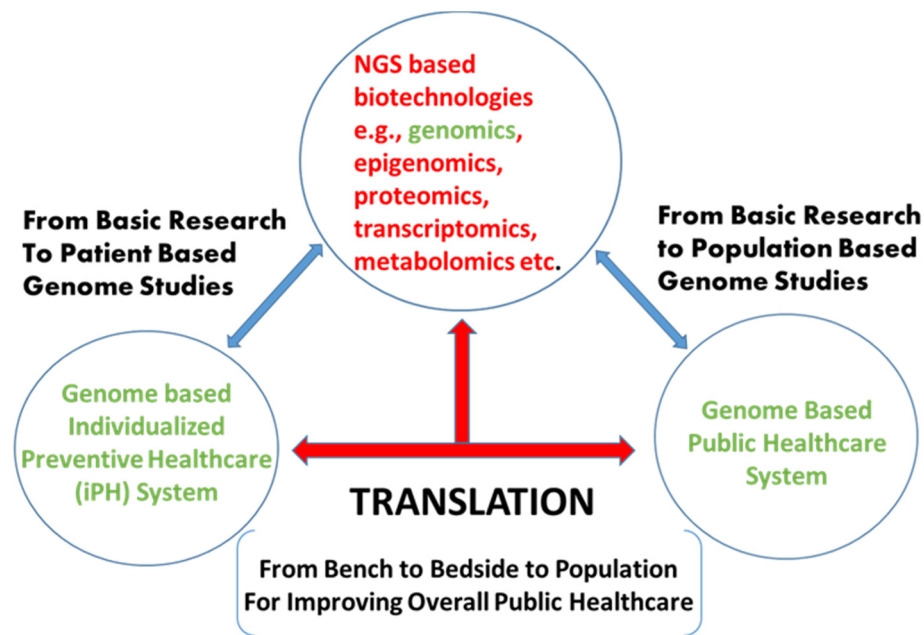 NGS based
biotechnologies
e.g., genomics,
epigenomics,
proteomics,
transcriptomics,
metabolomics etc.
From Basic Research
To Patient Based
Genome Studies
From Basic Research
to Population Based
Genome Studies
Genome based
Individualized
Preventive Healthcare
(iPH) System
Genome Based
Public Healthcare
System
TRANSLATION
From Bench to Bedside to Population
For Improving Overall Public Healthcare